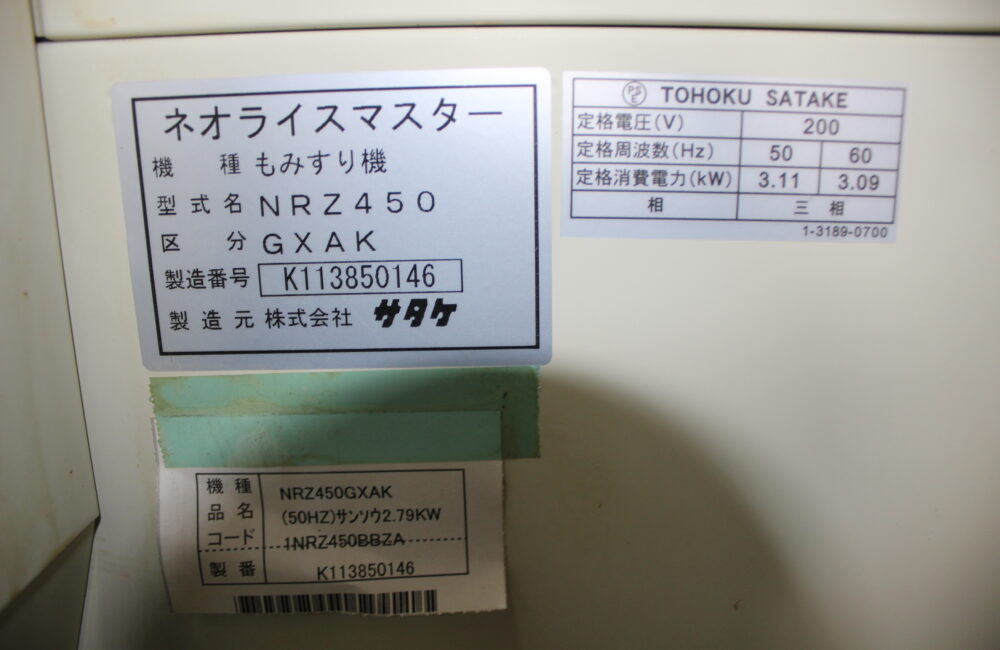 ネオライスマスター
機 種 もみすり機
型式名 NRZ450
区 分 GXAK
製造番号 K113850146
製造元 株式会社 サタケ
PSE TOHOKU SATAKE
定格電圧(V) 200
定格周波数(Hz) 50 60
定格消費電力(kW) 3.11 3.09
相 三 相
1-3189-0700
機 種 NRZ450GXAK
品 名 (50HZ)サンソウ2.79KW
コード 1NRZ450BBZA
製 番 K113850146